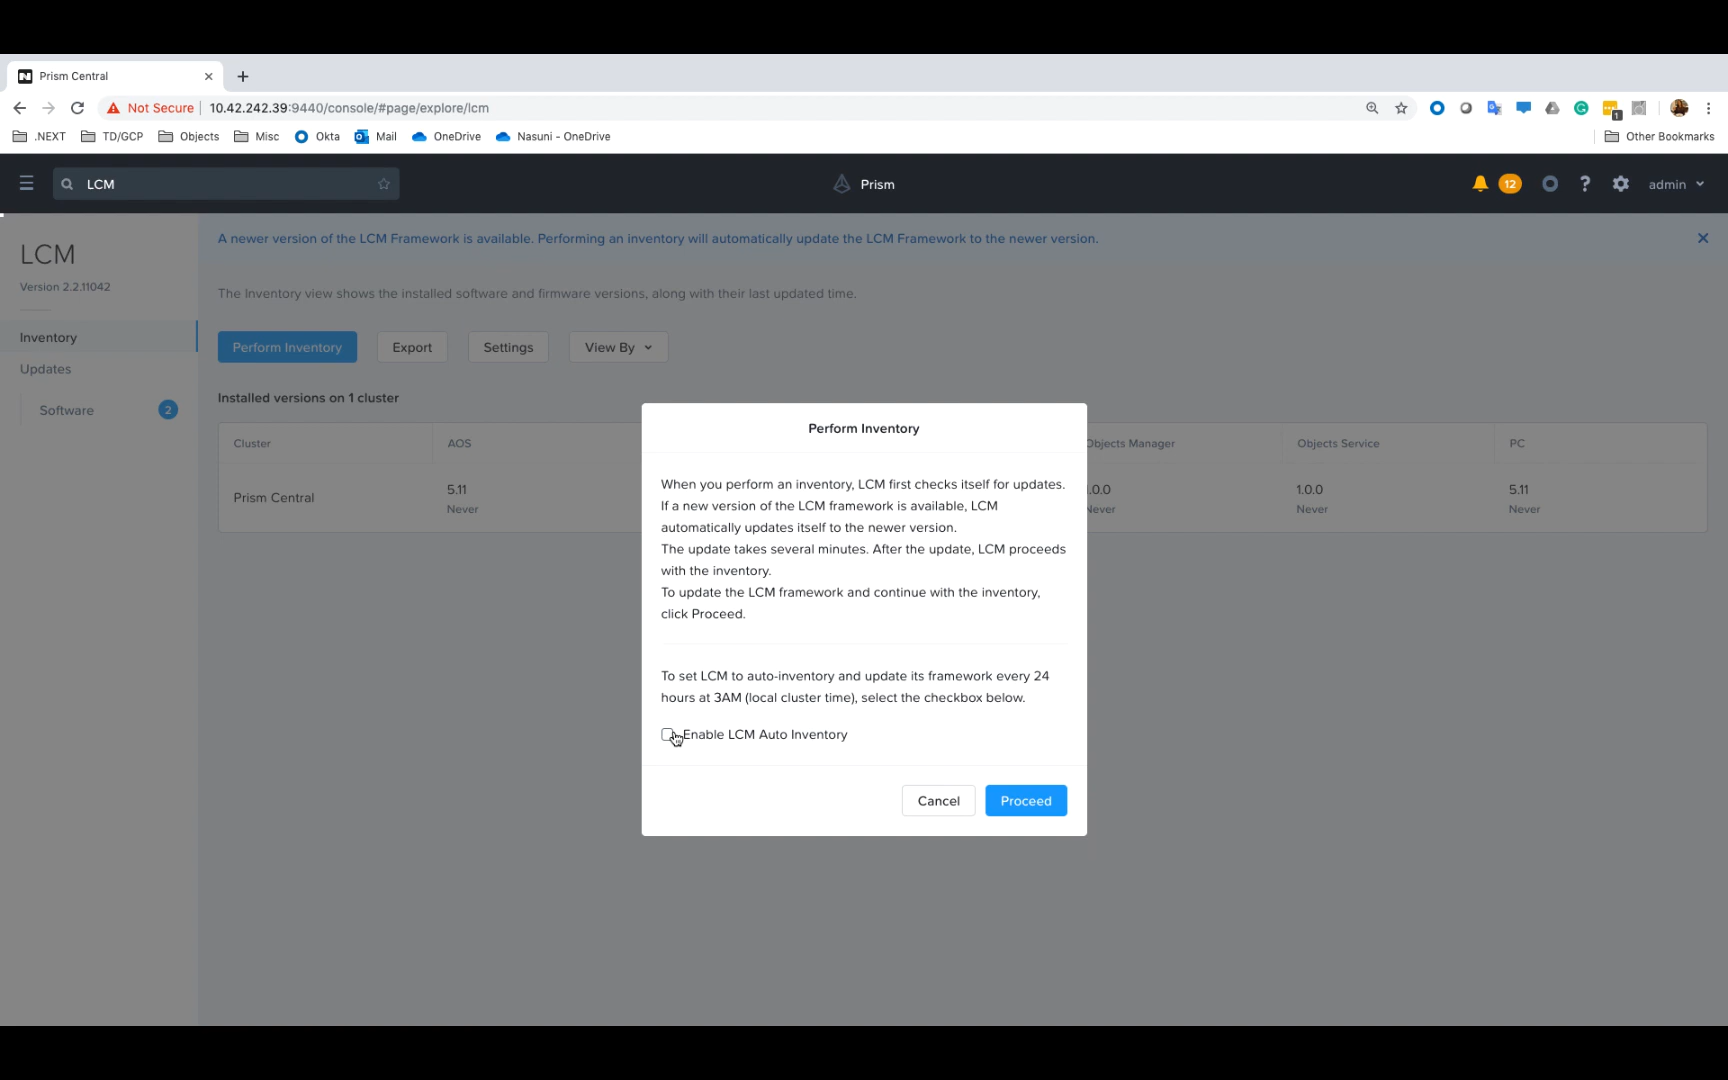 Prism Central
Not Secure 10.42.242.39:9440/console/#page/explore/lcm
1
.NEXT TD/GCP Objects Misc Okta Mail OneDrive Nasuni - OneDrive Other Bookmarks
LCM Prism 12 ? admin
LCM
Version 2.2.11042
Inventory
Updates
Software 2
A newer version of the LCM Framework is available. Performing an inventory will automatically update the LCM Framework to the newer version.
The Inventory view shows the installed software and firmware versions, along with their last updated time.
Perform Inventory Export Settings View By
Installed versions on 1 cluster
Cluster AOS Objects Manager Objects Service PC
Prism Central 5.11 .0.0 1.0.0 5.11
Never Never Never Never
Perform Inventory
When you perform an inventory, LCM first checks itself for updates.
If a new version of the LCM framework is available, LCM
automatically updates itself to the newer version.
The update takes several minutes. After the update, LCM proceeds
with the inventory.
To update the LCM framework and continue with the inventory,
click Proceed.
To set LCM to auto-inventory and update its framework every 24
hours at 3AM (local cluster time), select the checkbox below.
Enable LCM Auto Inventory
Cancel Proceed